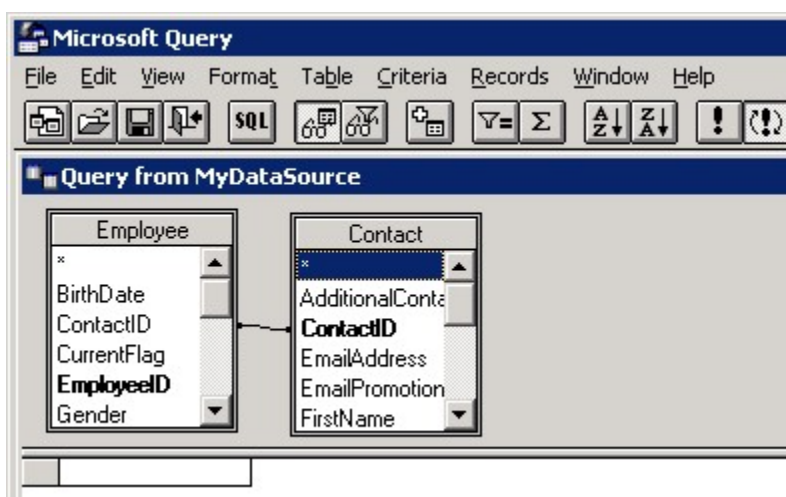 Microsoft Query
File Edit View Format Table Criteria Records Window Help
SQL
Query from MyDataSource
Employee
*
BirthDate
ContactID
CurrentFlag
EmployeeID
Gender
Contact
*
AdditionalConta
ContactID
EmailAddress
EmailPromotion
FirstName